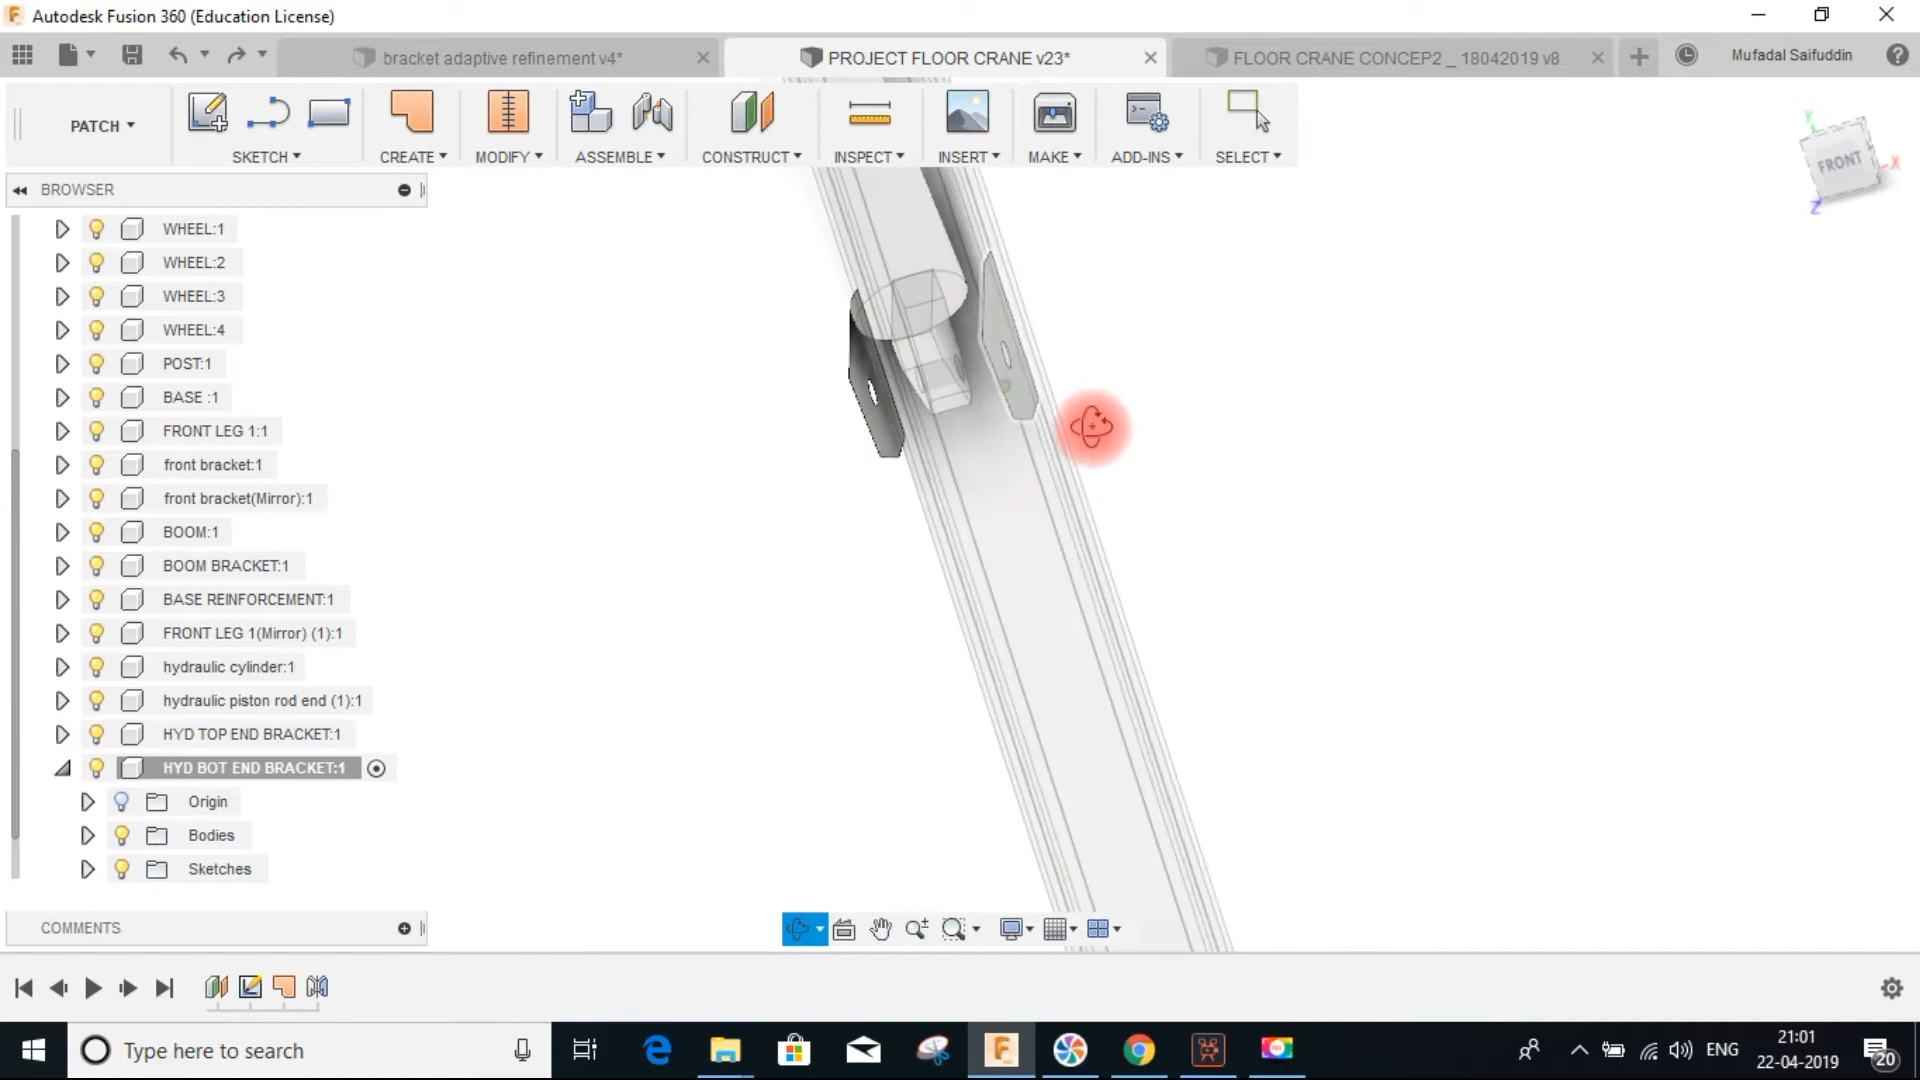 Autodesk Fusion 360 (Education License)
bracket adaptive refinement v4*
PROJECT FLOOR CRANE v23*
FLOOR CRANE CONCEP2 _ 18042019 v8
Mufadal Saifuddin
PATCH
SKETCH
CREATE
MODIFY
ASSEMBLE
CONSTRUCT
INSPECT
INSERT
MAKE
ADD-INS
SELECT
Y
FRONT
X
Z
BROWSER
WHEEL:1
WHEEL:2
WHEEL:3
WHEEL:4
POST:1
BASE :1
FRONT LEG 1:1
front bracket:1
front bracket(Mirror):1
BOOM:1
BOOM BRACKET:1
BASE REINFORCEMENT:1
FRONT LEG 1(Mirror) (1):1
hydraulic cylinder:1
hydraulic piston rod end (1):1
HYD TOP END BRACKET:1
HYD BOT END BRACKET:1
Origin
Bodies
Sketches
COMMENTS
Type here to search
ENG
21:01
22-04-2019
20